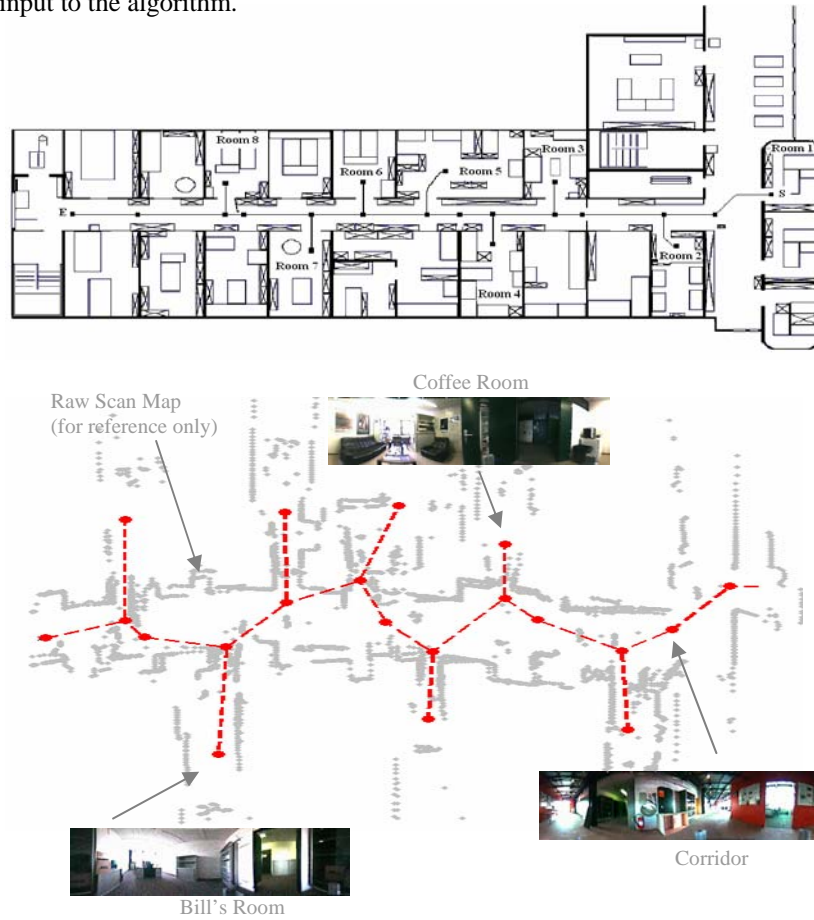 input to the algorithm.
Room 1
Room 8
Room 3
Room 6
Room 5
S
E
Room 2
Room 7
Room 4
Coffee Room
Raw Scan Map
(for reference only)
Corridor
Bill's Room